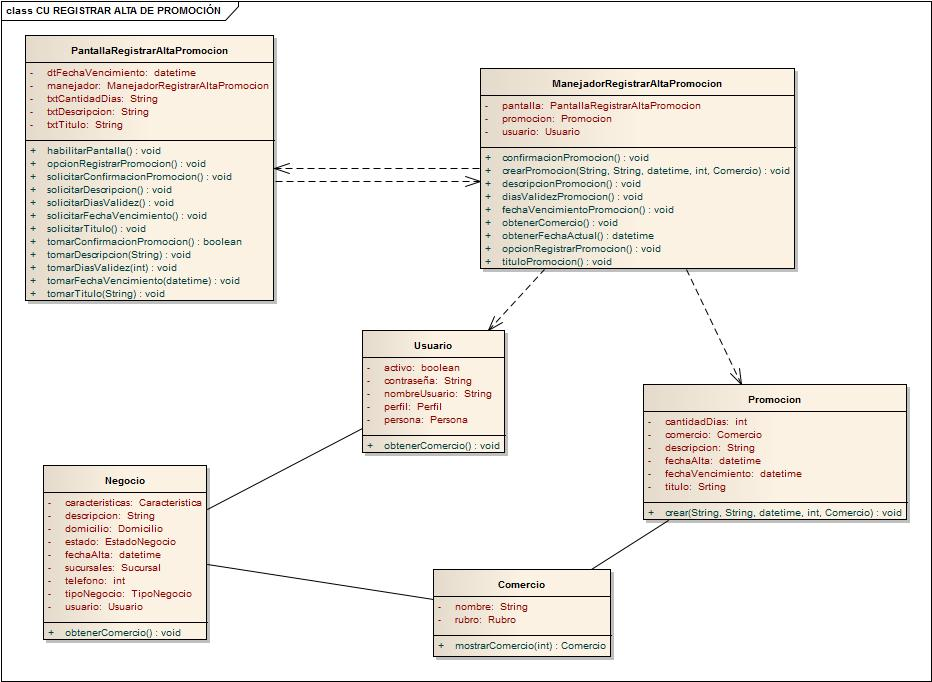 class CU REGISTRAR ALTA DE PROMOCIÓN
PantallaRegistrarAltaPromocion
- dtFechaVencimiento: datetime
- manejador: ManejadorRegistrarAltaPromocion
- txtCantidadDias: String
- txtDescripcion: String
- txtTitulo: String
+ habilitarPantalla() : void
+ opcionRegistrarPromocion() : void
+ solicitarConfirmacionPromocion() : void
+ solicitarDescripcion() : void
+ solicitarDiasValidez() : void
+ solicitarFechaVencimiento() : void
+ solicitarTitulo() : void
+ tomarConfirmacionPromocion() : boolean
+ tomarDescripcion(String) : void
+ tomarDiasValidez(int) : void
+ tomarFechaVencimiento(datetime) : void
+ tomarTitulo(String) : void
ManejadorRegistrarAltaPromocion
- pantalla: PantallaRegistrarAltaPromocion
- promocion: Promocion
- usuario: Usuario
+ confirmacionPromocion() : void
+ crearPromocion(String, String, datetime, int, Comercio) : void
+ descripcionPromocion() : void
+ diasValidezPromocion() : void
+ fechaVencimientoPromocion() : void
+ obtenerComercio() : void
+ obtenerFechaActual() : datetime
+ opcionRegistrarPromocion() : void
+ tituloPromocion() : void
Usuario
- activo: boolean
- contraseña: String
- nombreUsuario: String
- perfil: Perfil
- persona: Persona
+ obtenerComercio() : void
Promocion
- cantidadDias: int
- comercio: Comercio
- descripcion: String
- fechaAlta: datetime
- fechaVencimiento: datetime
- titulo: Srting
+ crear(String, String, datetime, int, Comercio) : void
Negocio
- caracteristicas: Caracteristica
- descripcion: String
- domicilio: Domicilio
- estado: EstadoNegocio
- fechaAlta: datetime
- sucursales: Sucursal
- telefono: int
- tipoNegocio: TipoNegocio
- usuario: Usuario
+ obtenerComercio() : void
Comercio
- nombre: String
- rubro: Rubro
+ mostrarComercio(int) : Comercio